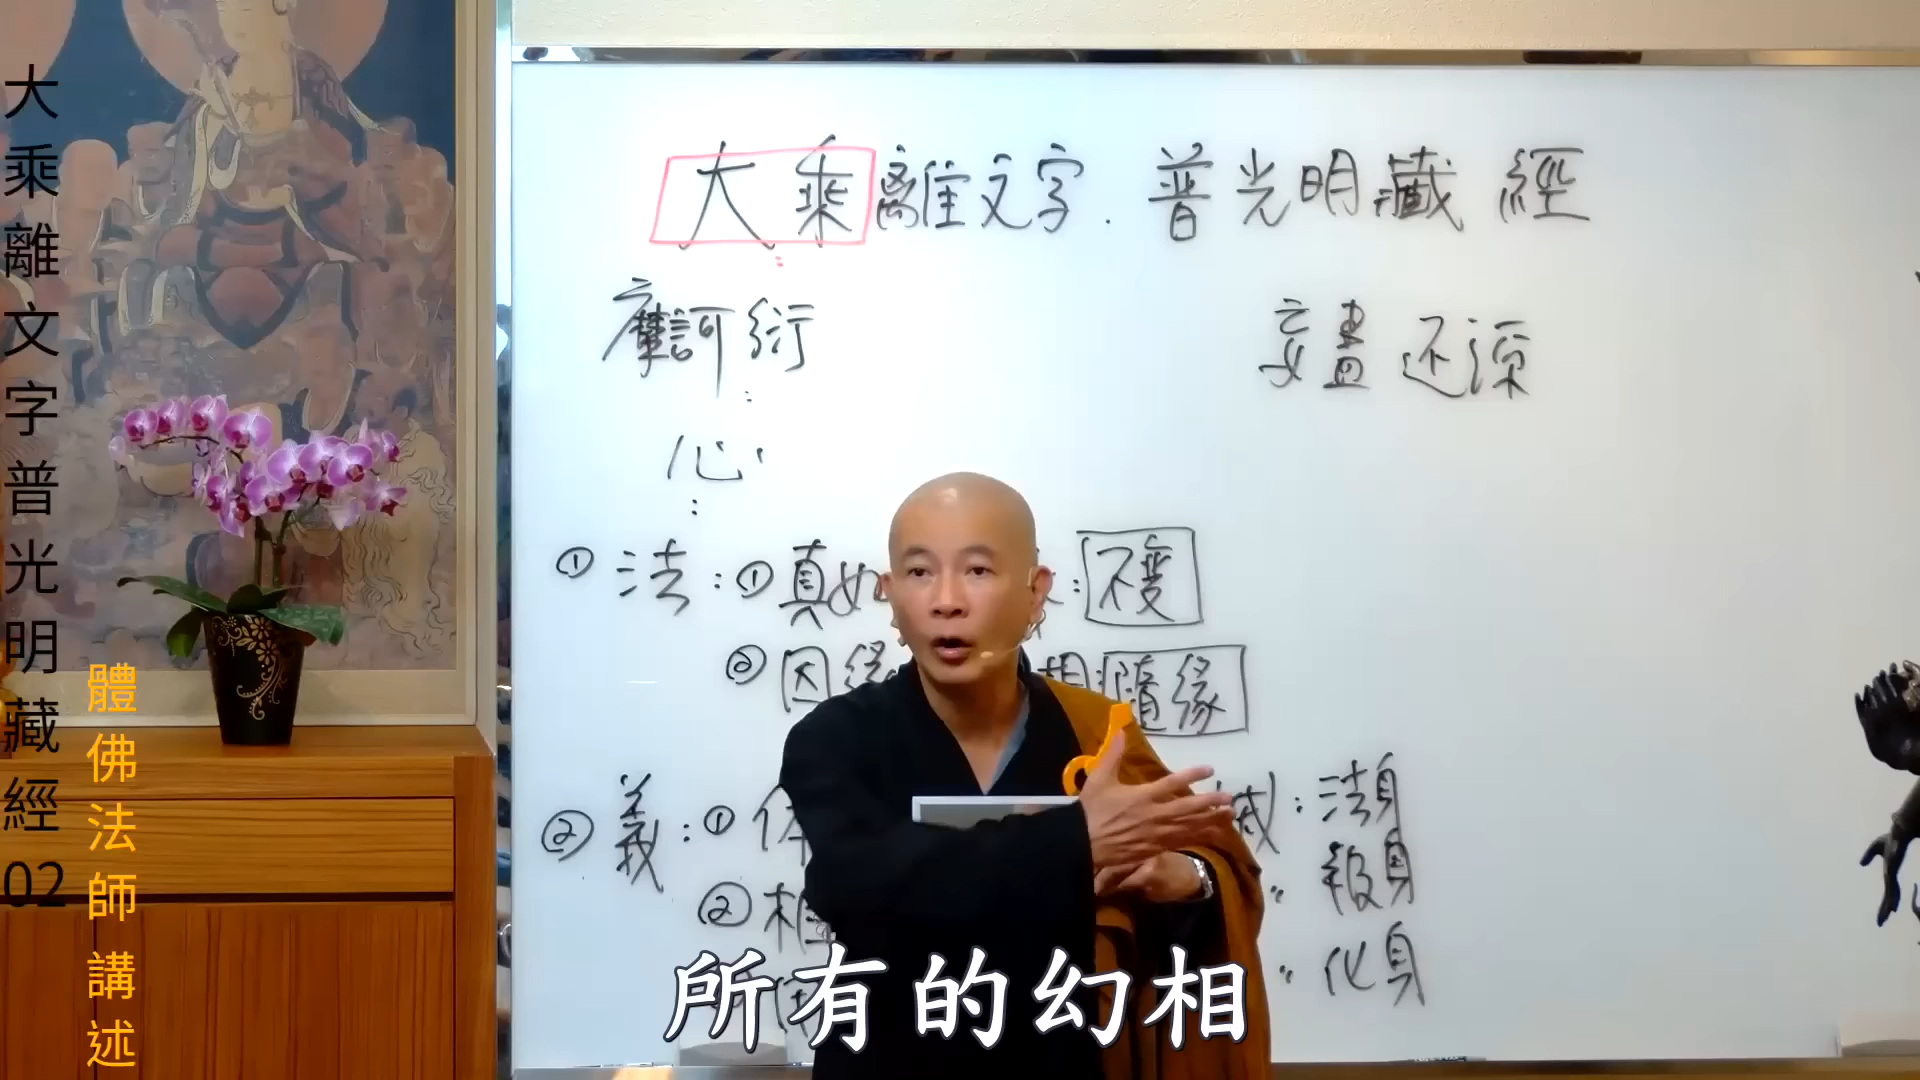 大乘離文字普光明藏經02
體佛法師講述
大乘離文字.普光明藏經
摩訶衍
妄盡还源
心
① 法:①真如
:不变
② 因緣
相
隨緣
② 義:①体
:法身
② 相
〃報身
〃化身
所有的幻相